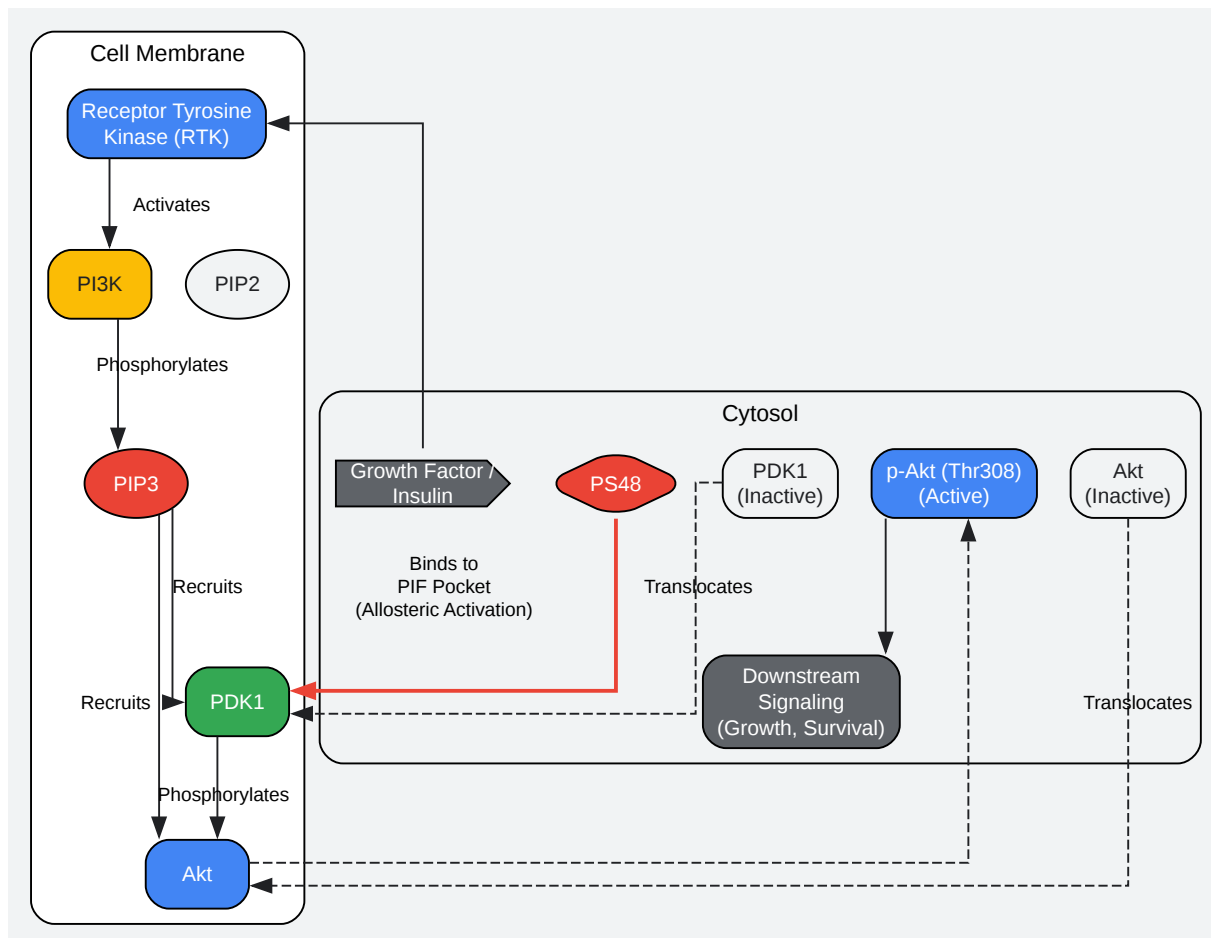 Cell Membrane
Receptor Tyrosine
Kinase (RTK)
Activates
PI3K
PIP2
Phosphorylates
PIP3
Recruits
Recruits
PDK1
Phosphorylates
Akt
Cytosol
Growth Factor /
Insulin
PS48
PDK1
(Inactive)
p-Akt (Thr308)
(Active)
Akt
(Inactive)
Binds to
PIF Pocket
(Allosteric Activation)
Translocates
Downstream
Signaling
(Growth, Survival)
Translocates